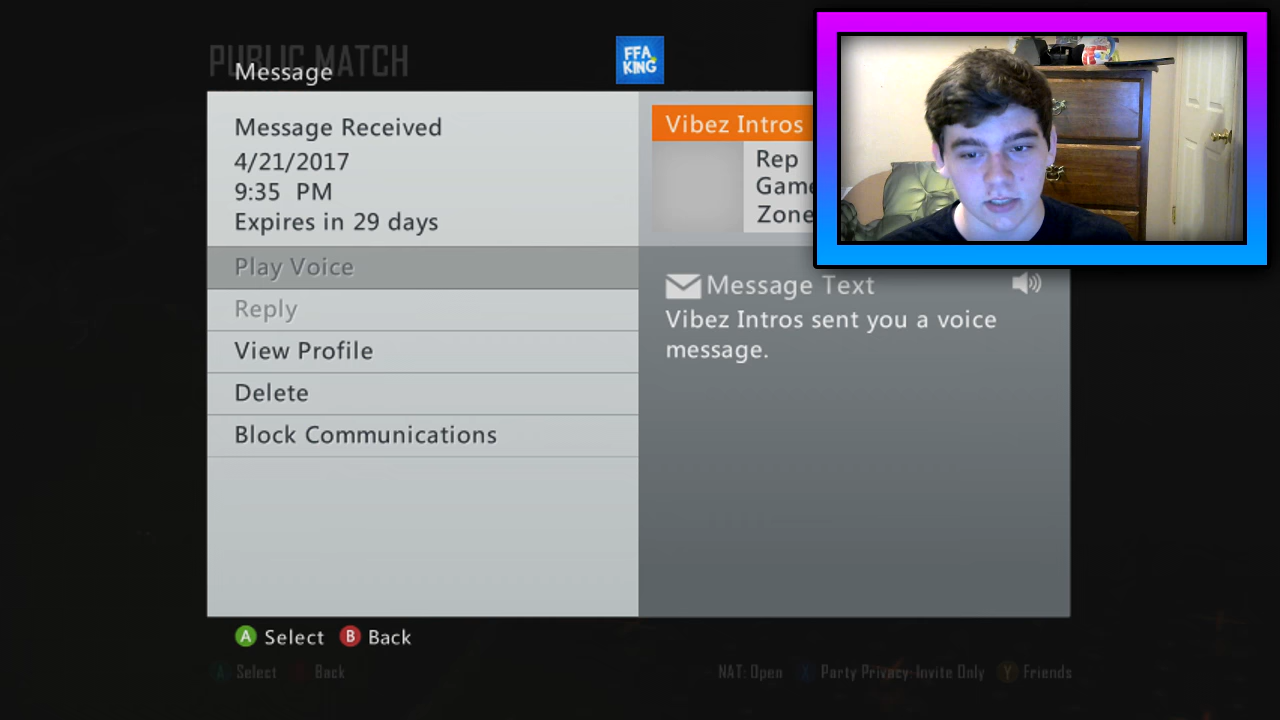 PUBLIC MATCH
Message
FFA
KING
Message Received
4/21/2017
9:35 PM
Expires in 29 days
Play Voice
Reply
View Profile
Delete
Block Communications
Vibez Intros
Rep
Game
Zone
Message Text
Vibez Intros sent you a voice
message.
A Select B Back
A Select B Back
NAT: Open X Party Privacy: Invite Only Y Friends